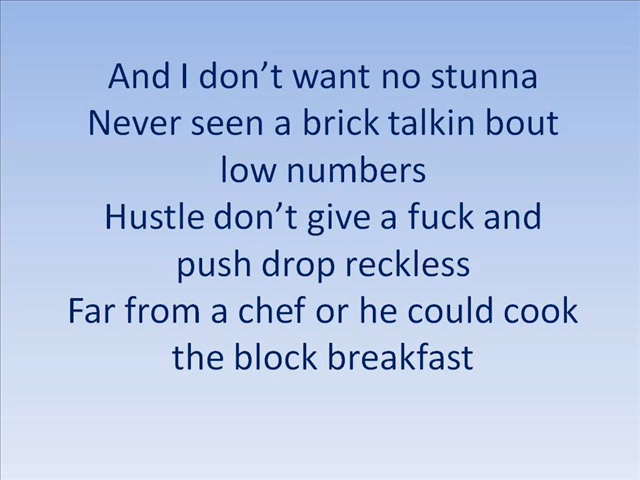 And I don’t want no stunna
Never seen a brick talkin bout
low numbers
Hustle don’t give a fuck and
push drop reckless
Far from a chef or he could cook
the block breakfast